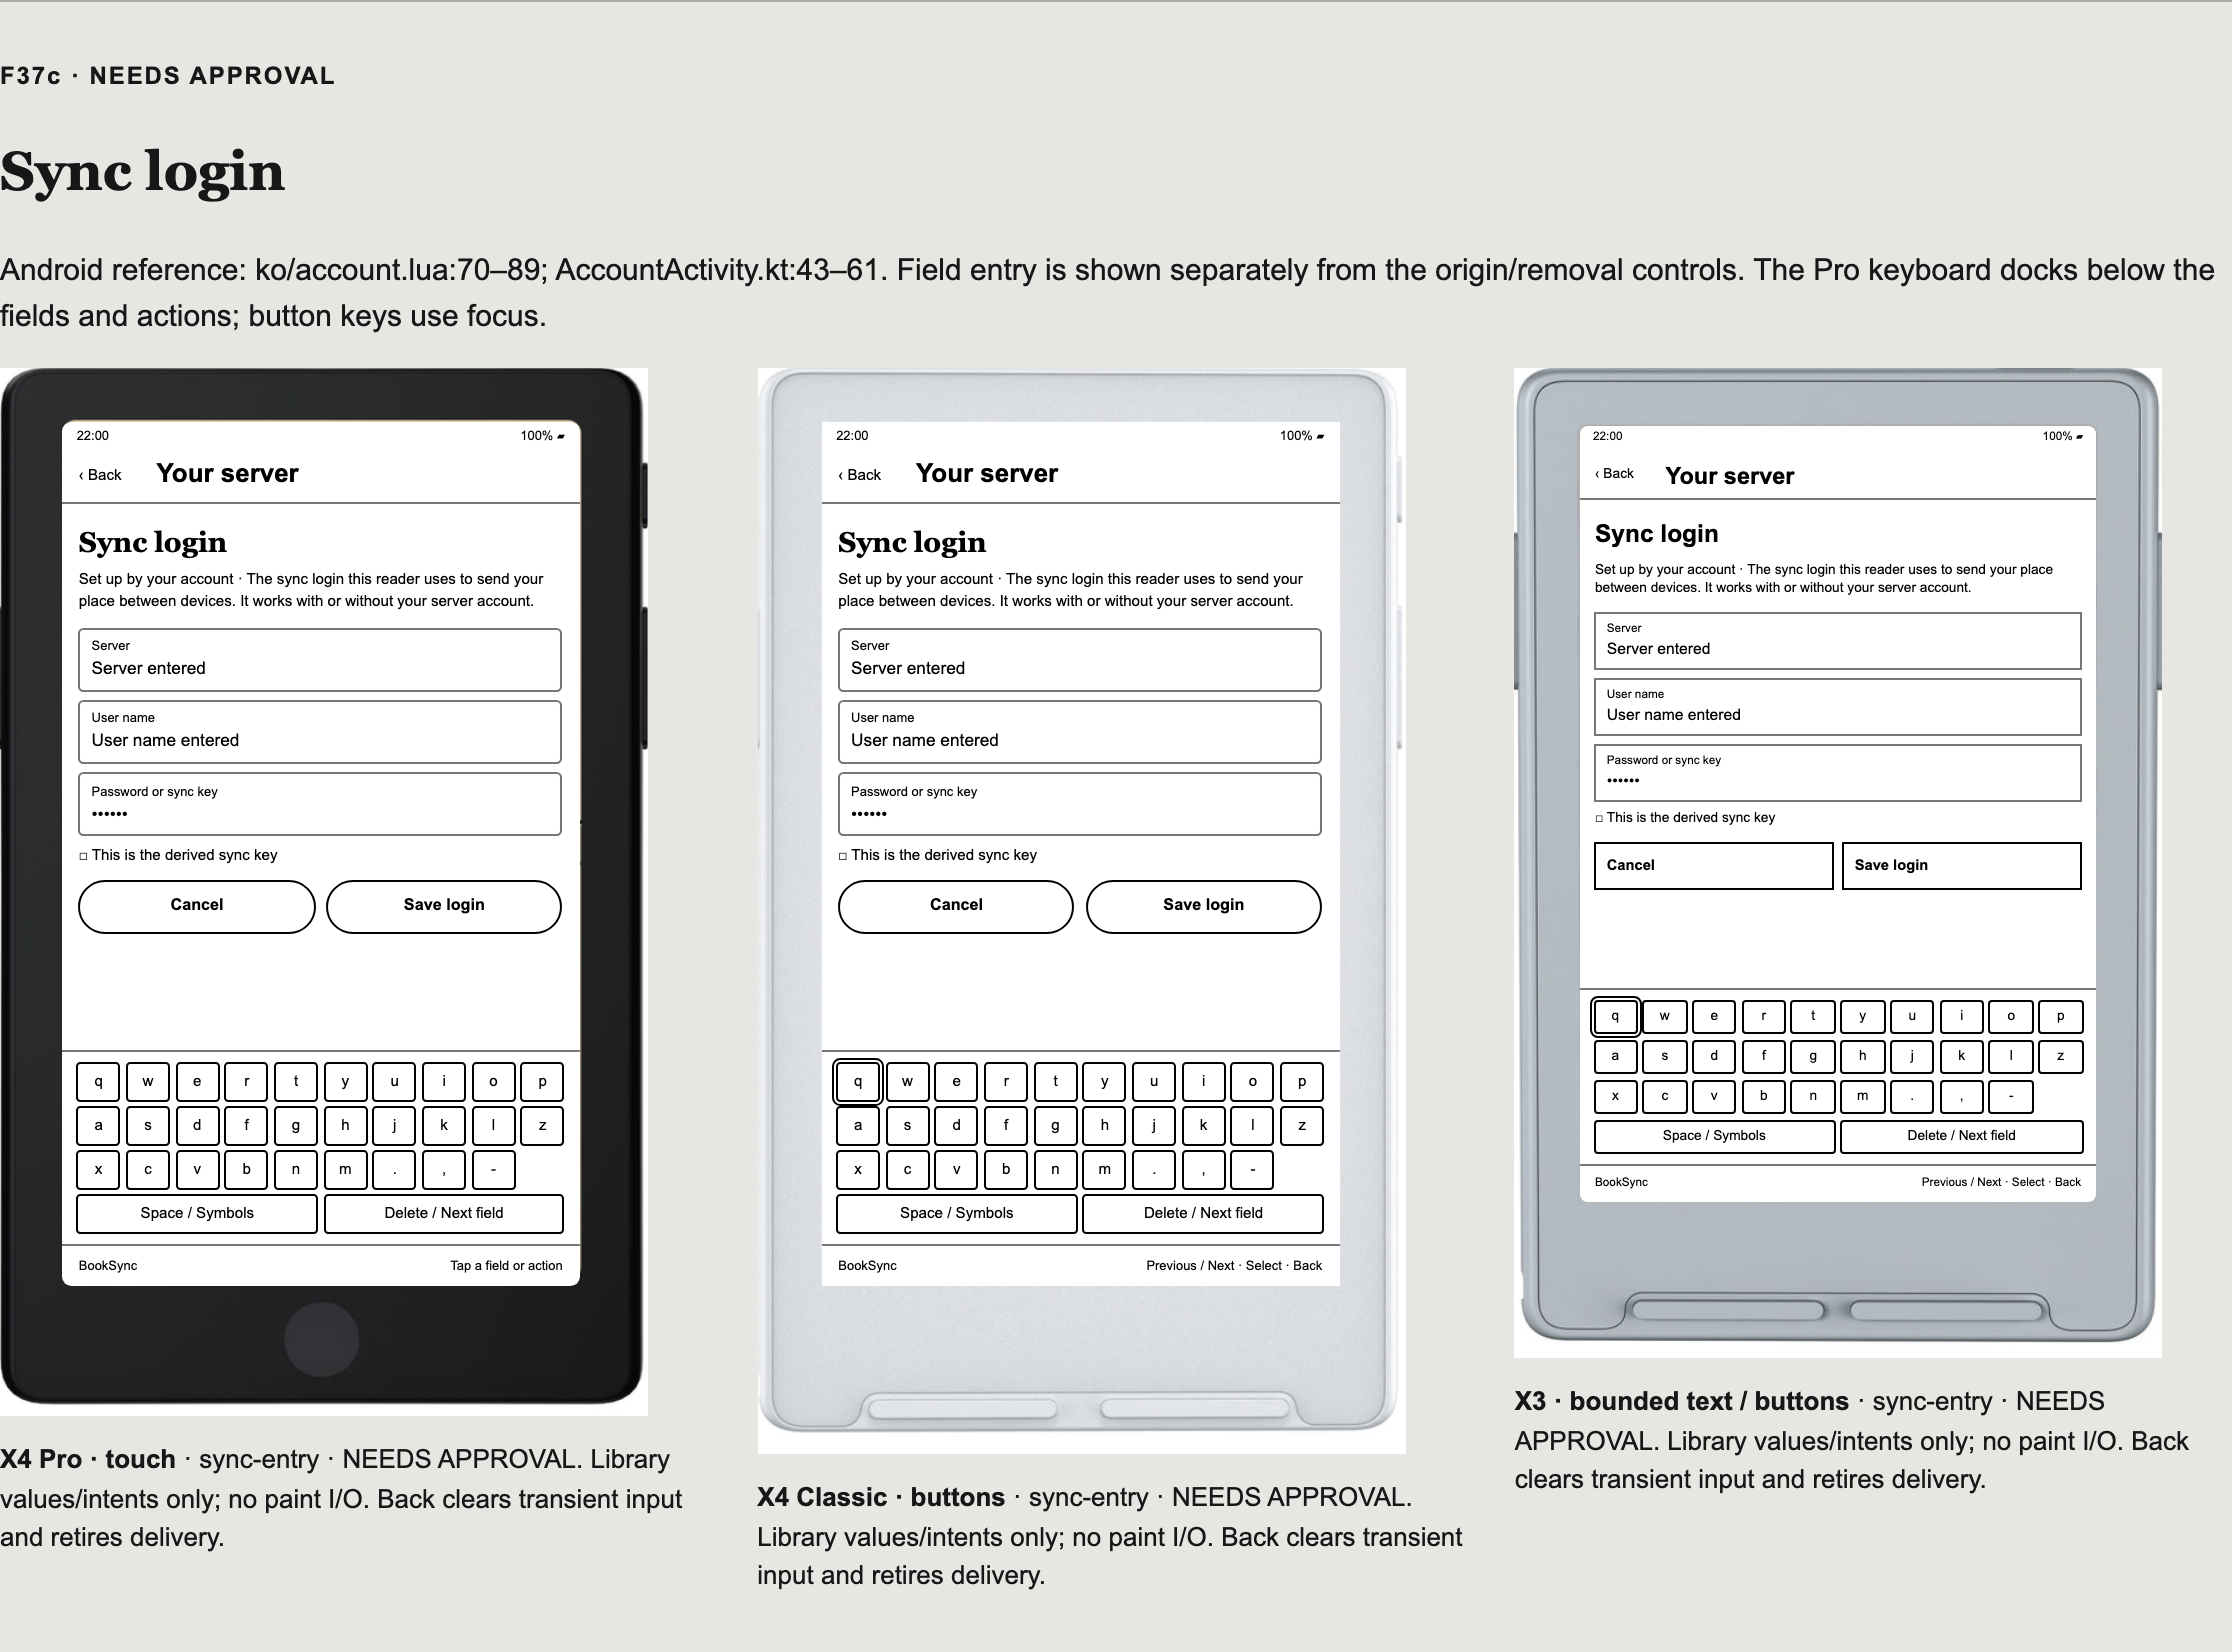 F37c · NEEDS APPROVAL
Sync login
Android reference: ko/account.lua:70–89; AccountActivity.kt:43–61. Field entry is shown separately from the origin/removal controls. The Pro keyboard docks below the
fields and actions; button keys use focus.
22:00 100%
‹ Back Your server
Sync login
Set up by your account · The sync login this reader uses to send your
place between devices. It works with or without your server account.
Server
Server entered
User name
User name entered
Password or sync key
••••••
□ This is the derived sync key
Cancel Save login
q w e r t y u i o p
a s d f g h j k l z
x c v b n m . , -
Space / Symbols Delete / Next field
BookSync Tap a field or action
X4 Pro · touch · sync-entry · NEEDS APPROVAL. Library
values/intents only; no paint I/O. Back clears transient input
and retires delivery.
22:00 100%
‹ Back Your server
Sync login
Set up by your account · The sync login this reader uses to send your
place between devices. It works with or without your server account.
Server
Server entered
User name
User name entered
Password or sync key
••••••
□ This is the derived sync key
Cancel Save login
q w e r t y u i o p
a s d f g h j k l z
x c v b n m . , -
Space / Symbols Delete / Next field
BookSync Previous / Next · Select · Back
X4 Classic · buttons · sync-entry · NEEDS APPROVAL.
Library values/intents only; no paint I/O. Back clears transient
input and retires delivery.
22:00 100%
‹ Back Your server
Sync login
Set up by your account · The sync login this reader uses to send your place
between devices. It works with or without your server account.
Server
Server entered
User name
User name entered
Password or sync key
••••••
□ This is the derived sync key
Cancel Save login
q w e r t y u i o p
a s d f g h j k l z
x c v b n m . , -
Space / Symbols Delete / Next field
BookSync Previous / Next · Select · Back
X3 · bounded text / buttons · sync-entry · NEEDS
APPROVAL. Library values/intents only; no paint I/O. Back
clears transient input and retires delivery.